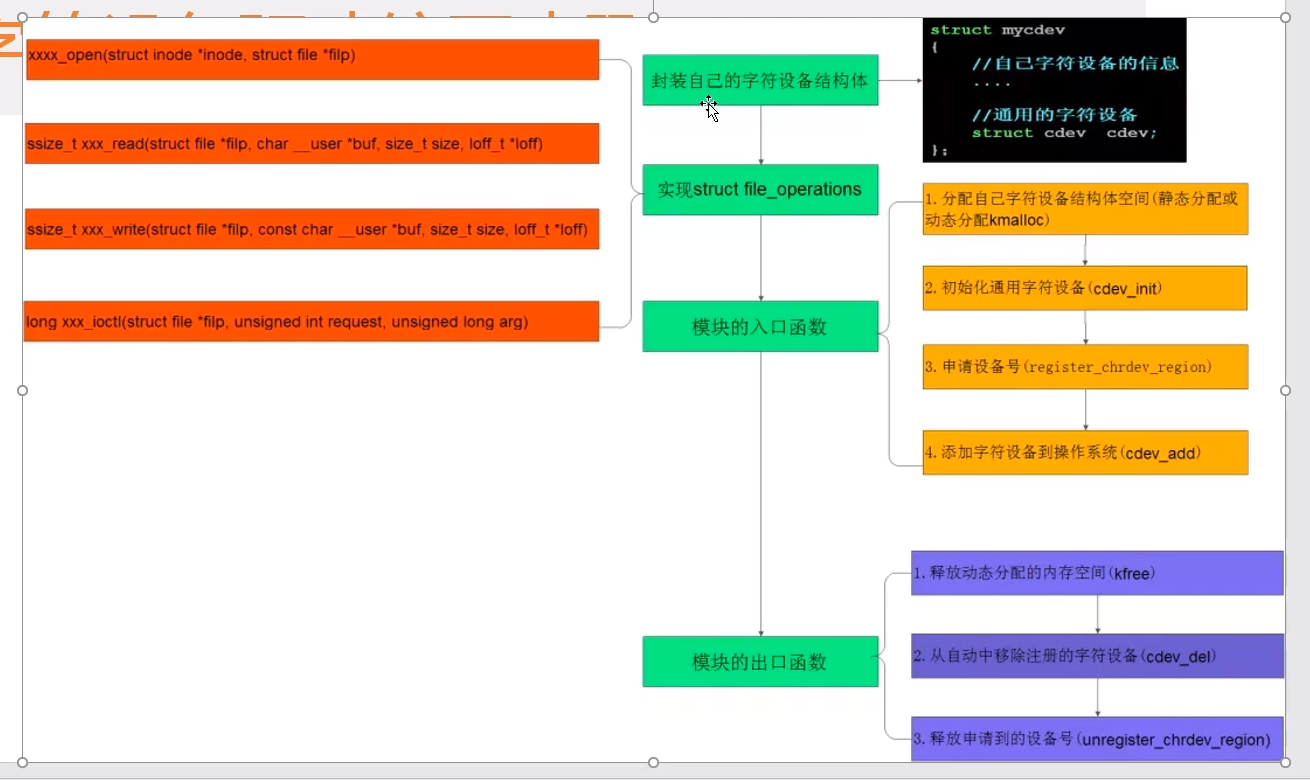 xxxx_open(struct inode *inode, struct file *filp)
ssize_t xxx_read(struct file *filp, char __user *buf, size_t size, loff_t *loff)
ssize_t xxx_write(struct file *filp, const char __user *buf, size_t size, loff_t *loff)
long xxx_ioctl(struct file *filp, unsigned int request, unsigned long arg)
封装自己的字符设备结构体
实现struct file_operations
模块的入口函数
模块的出口函数
struct mycdev
{
//自己字符设备的信息
....
//通用的字符设备
struct cdev cdev;
};
1.分配自己字符设备结构体空间(静态分配或
动态分配kmalloc)
2.初始化通用字符设备(cdev_init)
3.申请设备号(register_chrdev_region)
4.添加字符设备到操作系统(cdev_add)
1.释放动态分配的内存空间(kfree)
2.从自动中移除注册的字符设备(cdev_del)
3.释放申请到的设备号(unregister_chrdev_region)